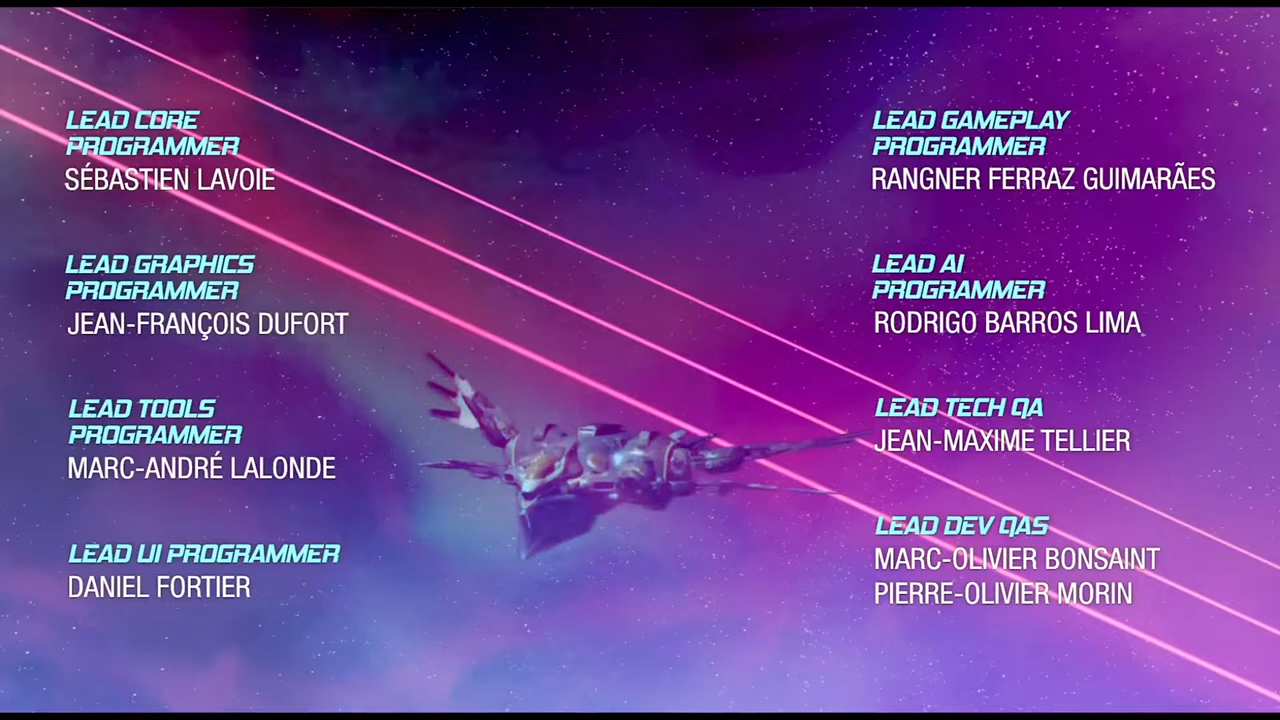 LEAD CORE
PROGRAMMER
SÉBASTIEN LAVOIE
LEAD GRAPHICS
PROGRAMMER
JEAN-FRANÇOIS DUFORT
LEAD TOOLS
PROGRAMMER
MARC-ANDRÉ LALONDE
LEAD UI PROGRAMMER
DANIEL FORTIER
LEAD GAMEPLAY
PROGRAMMER
RANGNER FERRAZ GUIMARÃES
LEAD AI
PROGRAMMER
RODRIGO BARROS LIMA
LEAD TECH QA
JEAN-MAXIME TELLIER
LEAD DEV QAS
MARC-OLIVIER BONSAINT
PIERRE-OLIVIER MORIN